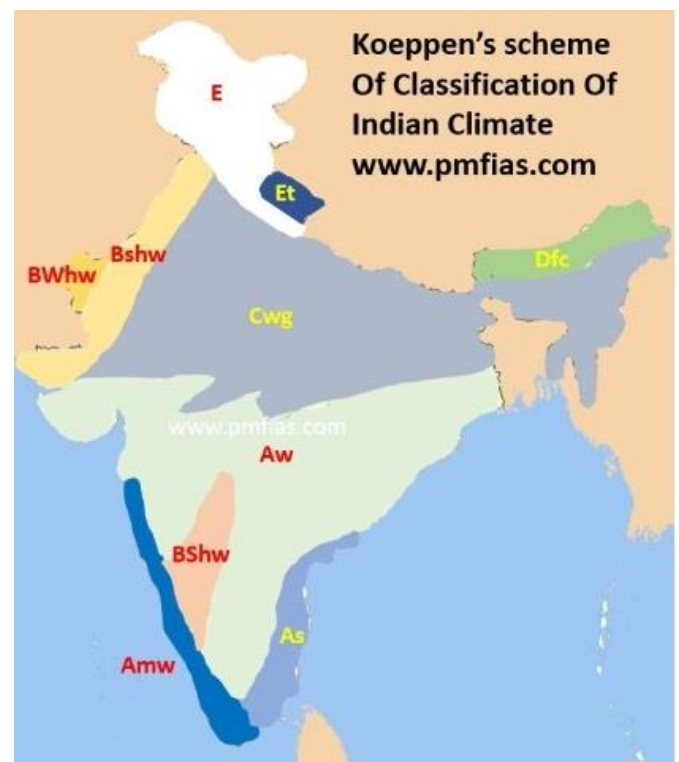 Koeppen's scheme
Of Classification Of
Indian Climate
www.pmfias.com
E
Et
Bshw
BWhw
Dfc
Cwg
www.pmfias.com
Aw
BShw
As
Amw